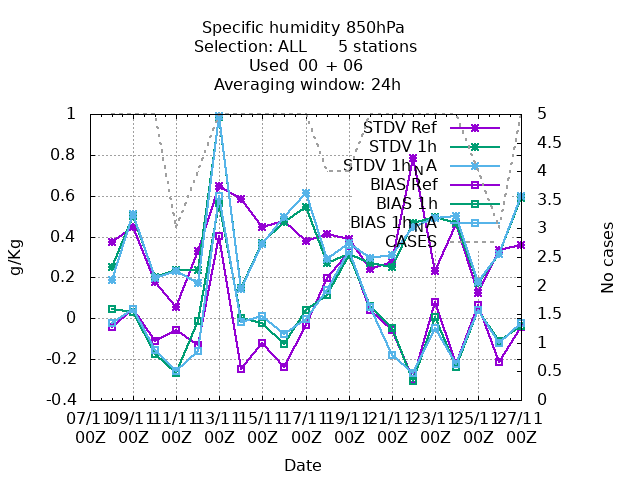 Specific humidity 850hPa
Selection: ALL 5 stations
Used 00 + 06
Averaging window: 24h
1
0.8
0.6
0.4
0.2
0
-0.2
-0.4
g/Kg
STDV Ref
STDV 1h
STDV 1h_A
BIAS Ref
BIAS 1h
BIAS 1h_A
CASES
5
4.5
4
3.5
3
2.5
2
1.5
1
0.5
0
No cases
07/11 09/11 11/11 13/11 15/11 17/11 19/11 21/11 23/11 25/11 27/11
00Z 00Z 00Z 00Z 00Z 00Z 00Z 00Z 00Z 00Z 00Z
Date